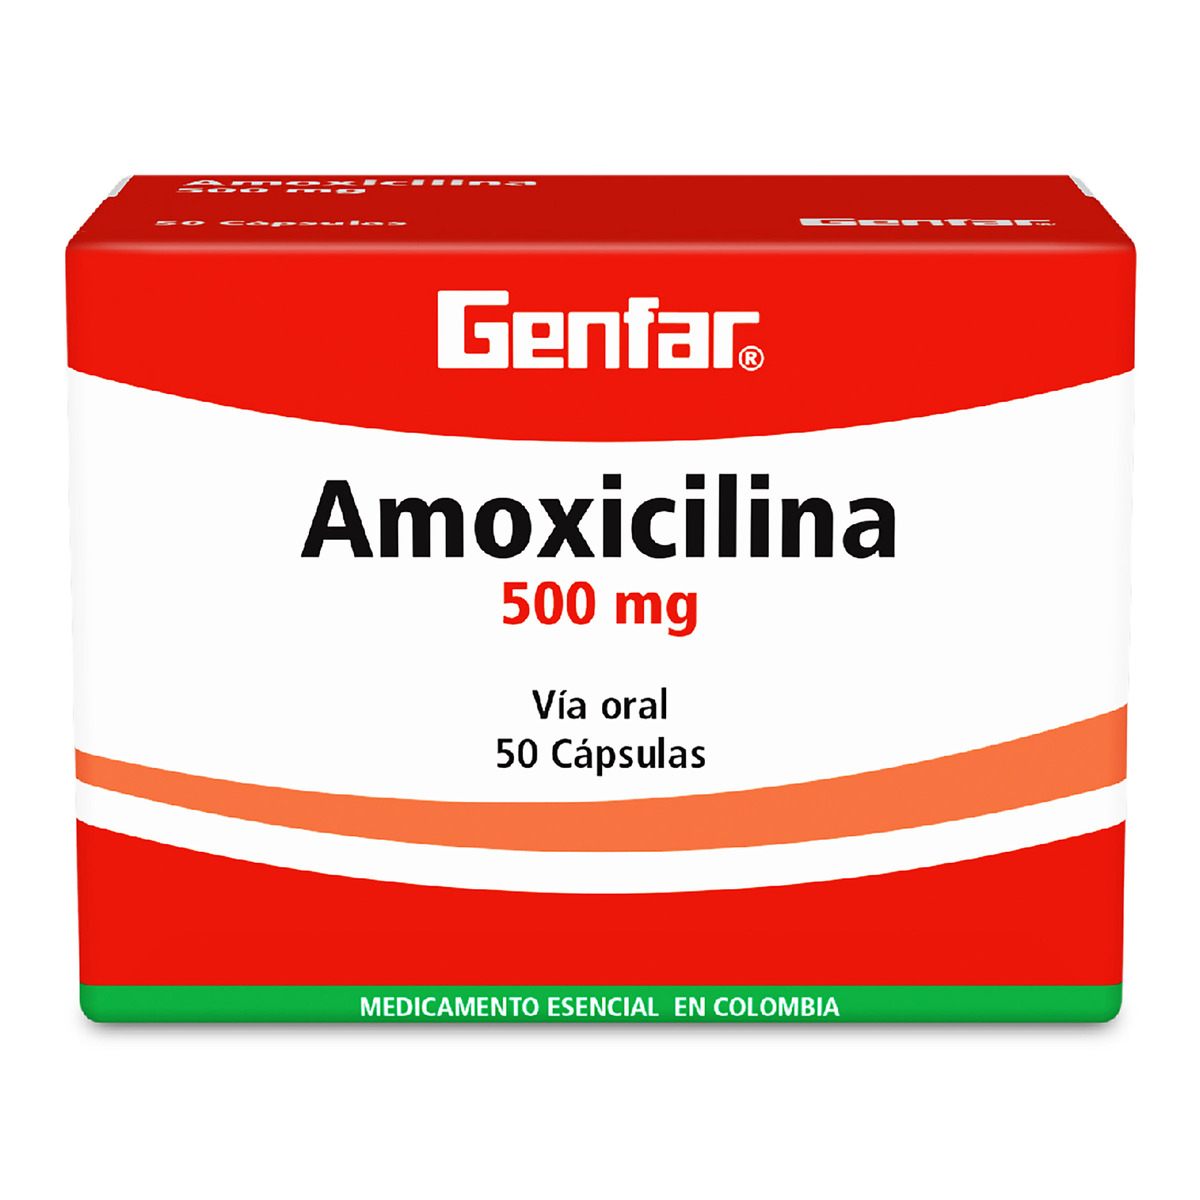 Amoxicilina
500 mg
50 Cápsulas
Genfar
Genfar®
Amoxicilina
500 mg
Vía oral
50 Cápsulas
MEDICAMENTO ESENCIAL EN COLOMBIA